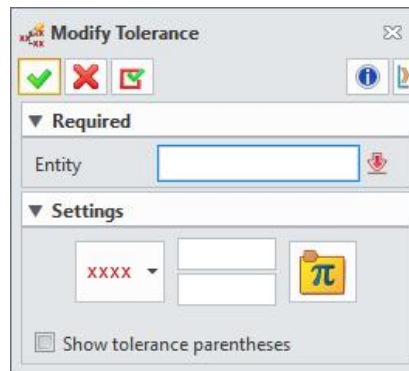 Modify Tolerance
Required
Entity
Settings
xxxx
π
Show tolerance parentheses